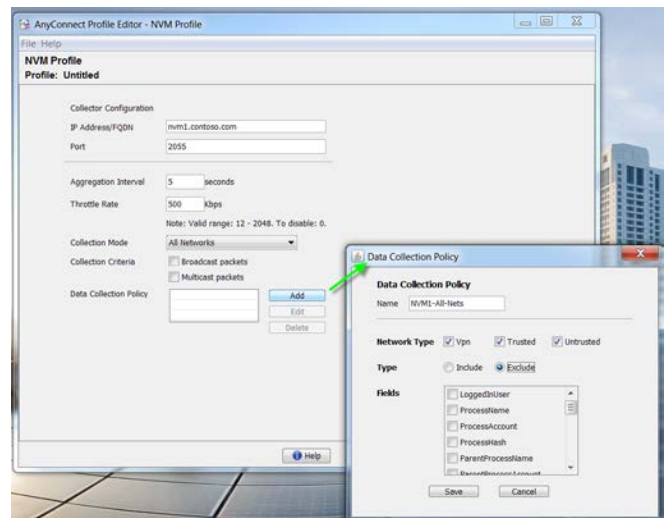 AnyConnect Profile Editor - NVM Profile
File Help
NVM Profile
Profile: Untitled
Collector Configuration
IP Address/FQDN nvm1.contoso.com
Port 2055
Aggregation Interval 5 seconds
Throttle Rate 500 Kbps
Note: Valid range: 12 - 2048. To disable: 0.
Collection Mode All Networks
Collection Criteria Broadcast packets
Multicast packets
Data Collection Policy Add
Edit
Delete
Help
Data Collection Policy
Data Collection Policy
Name NVM1-All-Nets
Network Type Vpn Trusted Untrusted
Type Include Exclude
Fields LoggedInUser
ProcessName
ProcessAccount
ProcessHash
ParentProcessName
ParentProcessAccount
Save Cancel